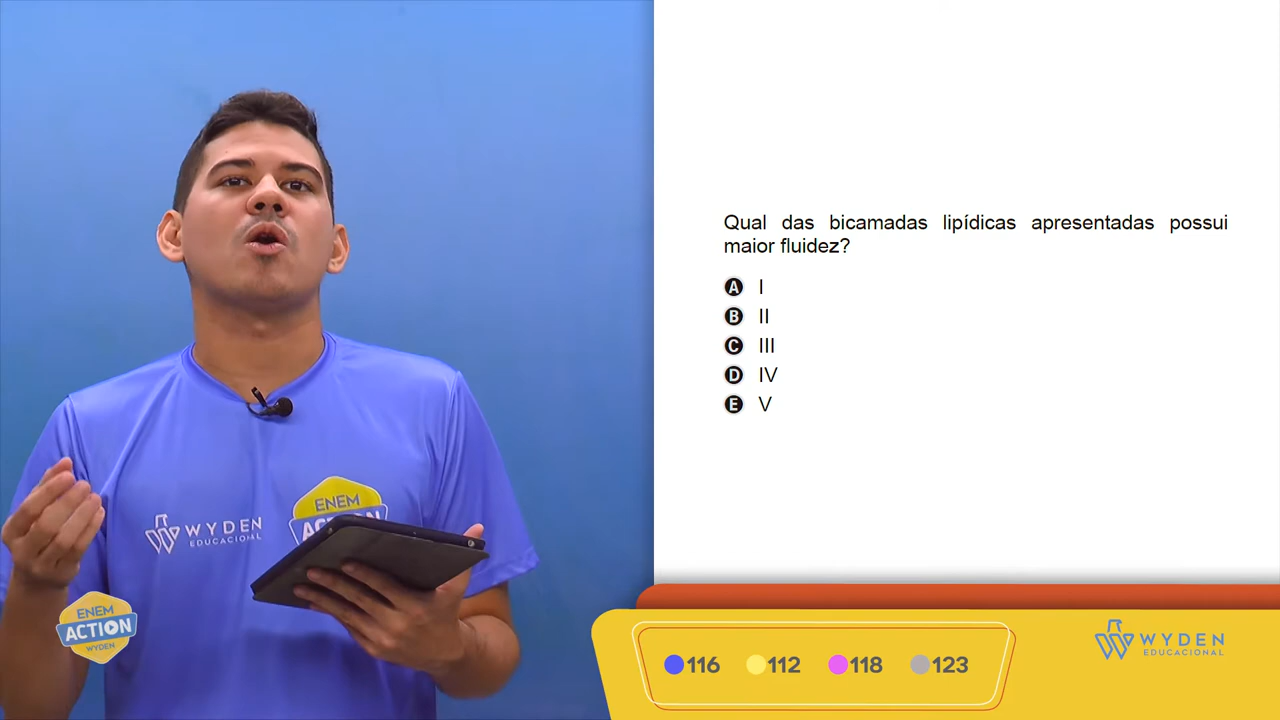 Qual das bicamadas lipídicas apresentadas possui
maior fluidez?
A I
B II
C III
D IV
E V
WYDEN
EDUCACIONAL
ENEM
ACTION
ENEM
ACTION
WYDEN
116 112 118 123
WYDEN
EDUCACIONAL